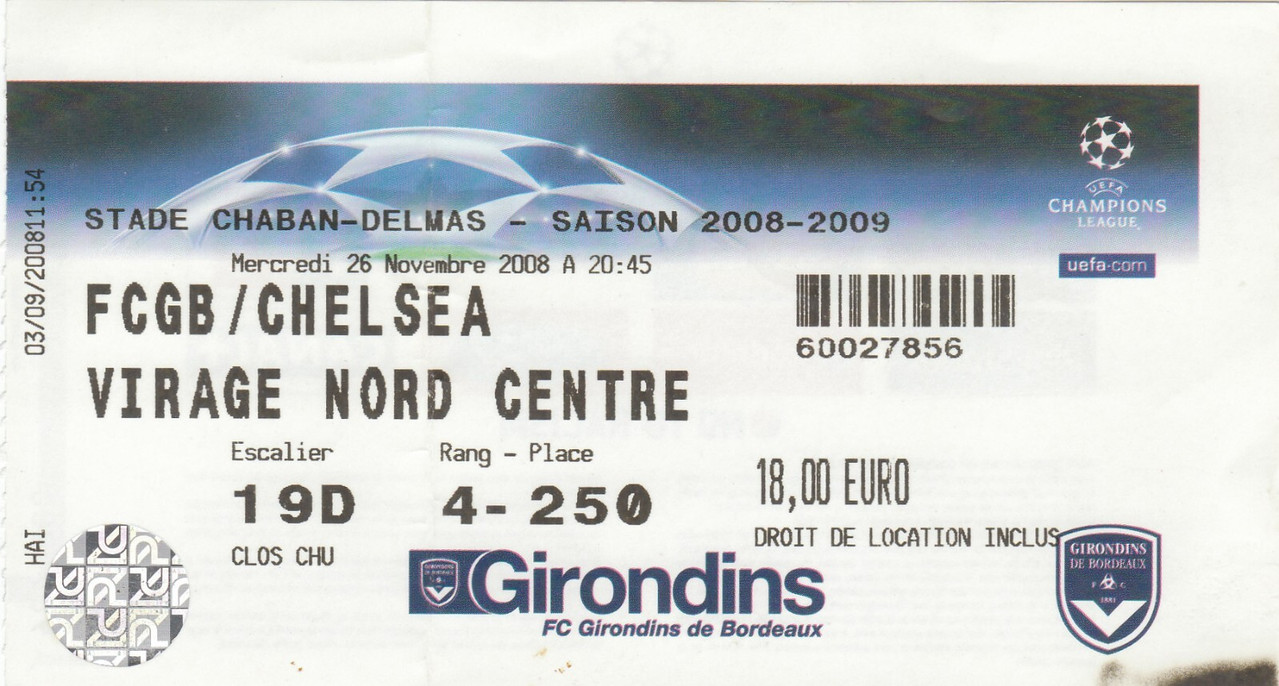 03/09/200811:54
HAI
STADE CHABAN-DELMAS - SAISON 2008-2009
Mercredi 26 Novembre 2008 A 20:45
FCGB/CHELSEA
VIRAGE NORD CENTRE
Escalier
Rang - Place
19D
4- 250
CLOS CHU
UEFA
CHAMPIONS
LEAGUE
uefa.com
60027856
18,00 EURO
DROIT DE LOCATION INCLUS
Girondins
FC Girondins de Bordeaux
GIRONDINS
DE BORDEAUX
F C
1881